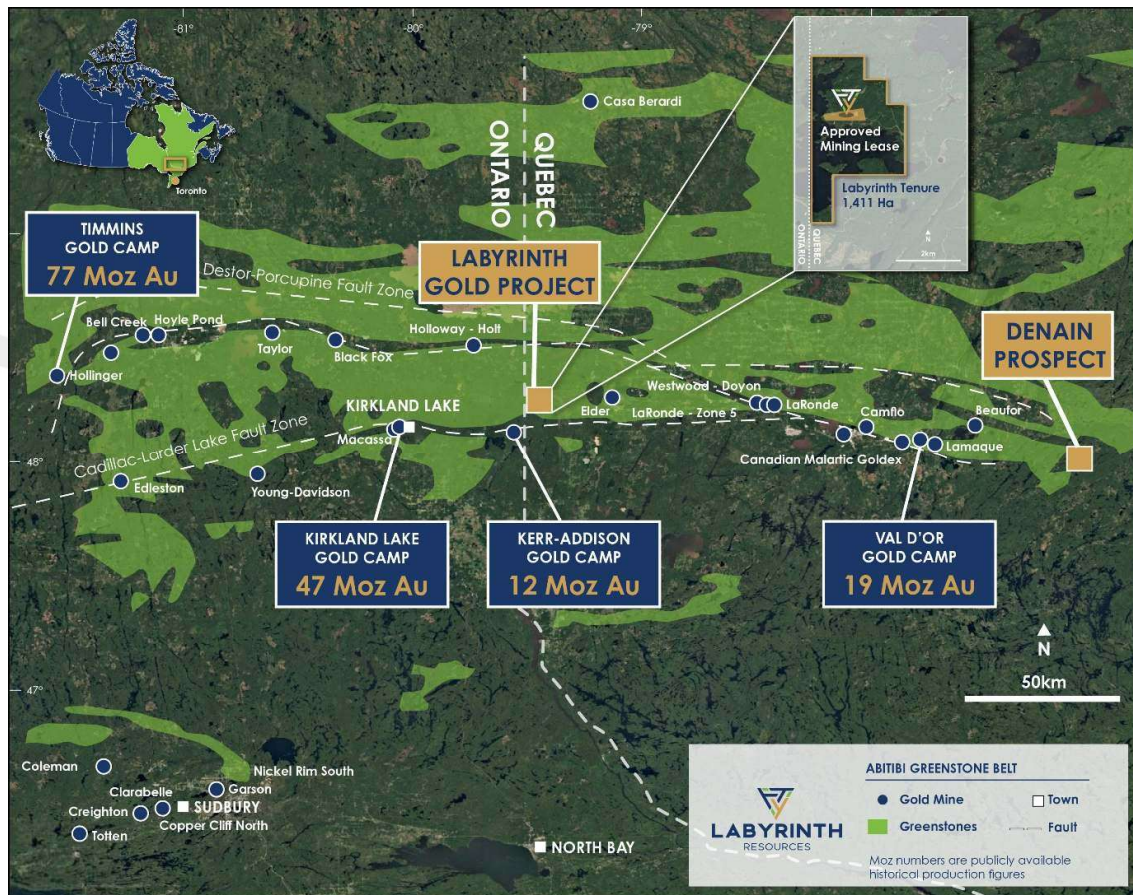 -81°
-80°
-79°
Toronto
Casa Berardi
ONTARIO
QUEBEC
Approved
Mining Lease
Labyrinth Tenure
1,411 Ha
QUEBEC
ONTARIO
N
2km
TIMMINS
GOLD CAMP
77 Moz Au
Destor-Porcupine Fault Zone
LABYRINTH
GOLD PROJECT
DENAIN
PROSPECT
Bell Creek
Hoyle Pond
Hollinger
Taylor
Black Fox
Holloway - Holt
KIRKLAND LAKE
Macassa
Elder
Westwood - Doyon
LaRonde
LaRonde - Zone 5
Camflo
Beaufor
Canadian Malartic
Goldex
Lamaque
Cadillac-Larder Lake Fault Zone
48°
Edleston
Young-Davidson
KIRKLAND LAKE
GOLD CAMP
47 Moz Au
KERR-ADDISON
GOLD CAMP
12 Moz Au
VAL D'OR
GOLD CAMP
19 Moz Au
N
50km
47°
Coleman
Nickel Rim South
Clarabelle
Garson
Creighton
SUDBURY
Copper Cliff North
Totten
NORTH BAY
LABYRINTH
RESOURCES
ABITIBI GREENSTONE BELT
Gold Mine
Town
Greenstones
Fault
Moz numbers are publicly available
historical production figures